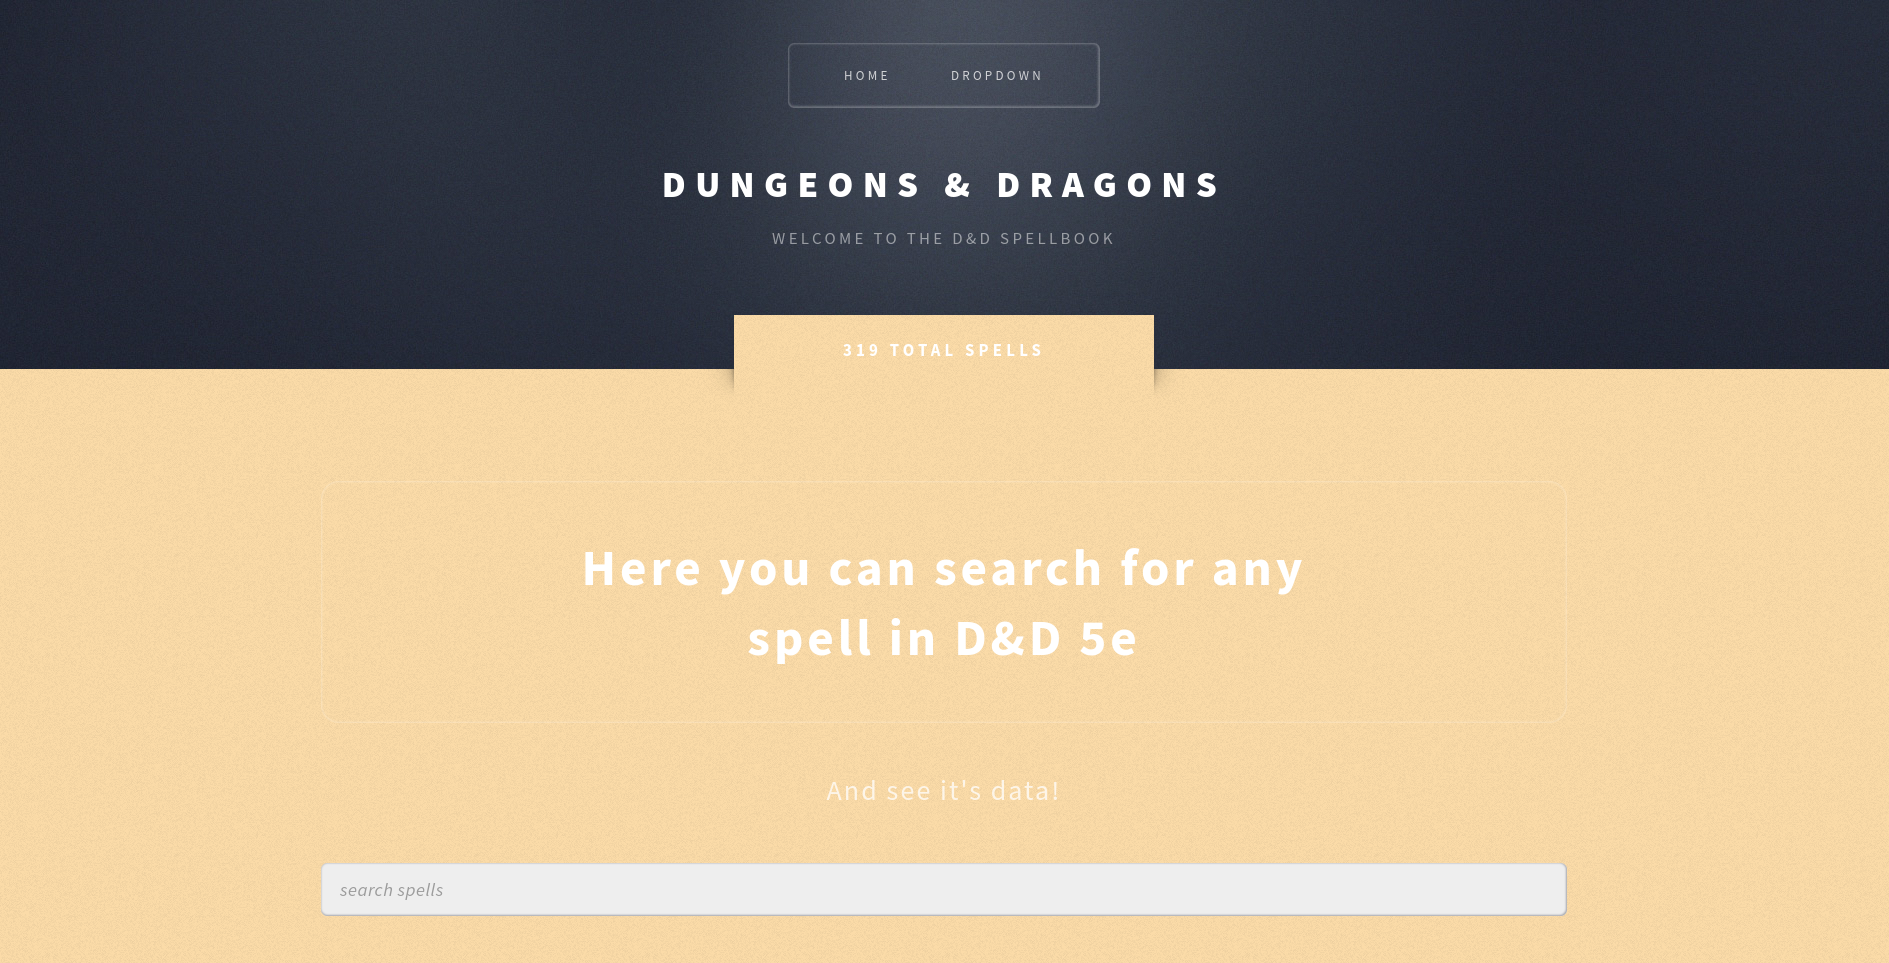 HOME DROPDOWN
DUNGEONS & DRAGONS
WELCOME TO THE D&D SPELLBOOK
319 TOTAL SPELLS
Here you can search for any
spell in D&D 5e
And see it's data!
search spells